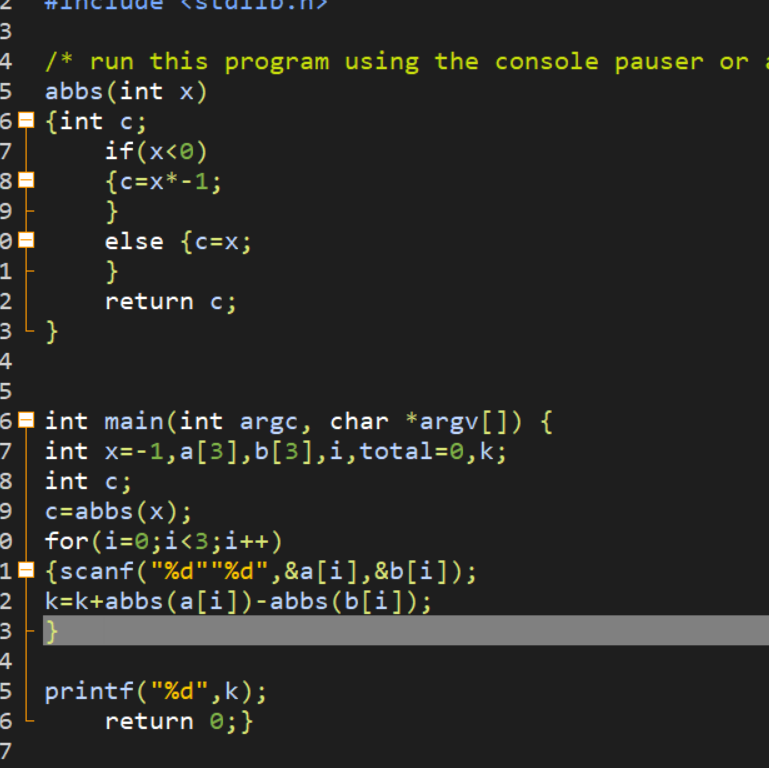 2 #include <stdlib.h>
3
4 /* run this program using the console pauser or a
5 abbs(int x)
6 {int c;
7 if(x<0)
8 {c=x*-1;
9 }
0 else {c=x;
1 }
2 return c;
3 }
4
5
6 int main(int argc, char *argv[]) {
7 int x=-1,a[3],b[3],i,total=0,k;
8 int c;
9 c=abbs(x);
0 for(i=0;i<3;i++)
1 {scanf("%d""%d",&a[i],&b[i]);
2 k=k+abbs(a[i])-abbs(b[i]);
3 }
4
5 printf("%d",k);
6 return 0;}
7